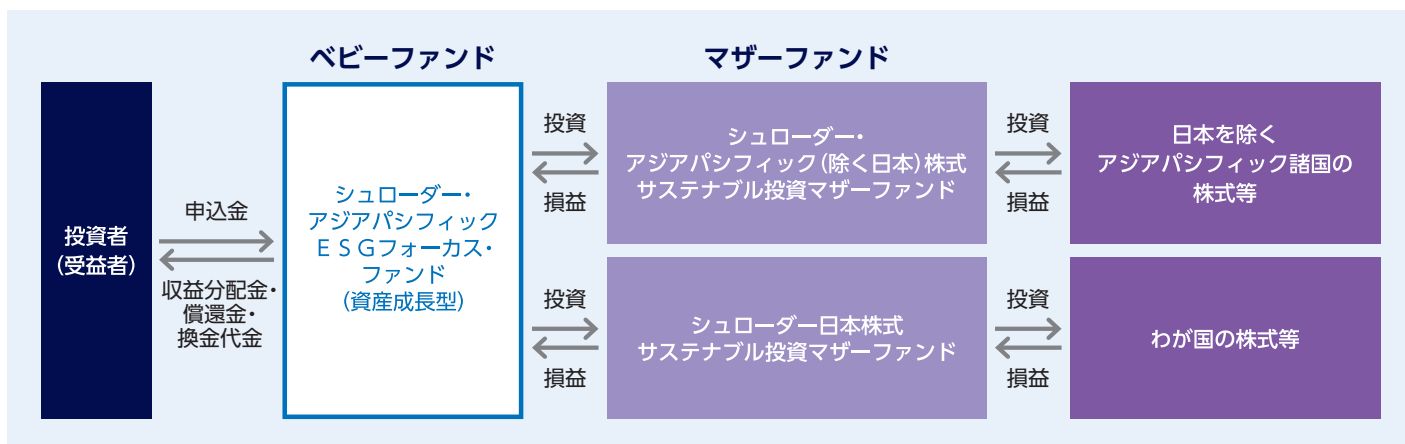 ベビーファンド
マザーファンド
投資者
(受益者)
申込金
収益分配金・
償還金・
換金代金
シュローダー・
アジアパシフィック
ＥＳＧフォーカス・
ファンド
(資産成長型)
投資
損益
シュローダー・
アジアパシフィック(除く日本)株式
サステナブル投資マザーファンド
投資
損益
日本を除く
アジアパシフィック諸国の
株式等
投資
損益
シュローダー日本株式
サステナブル投資マザーファンド
投資
損益
わが国の株式等